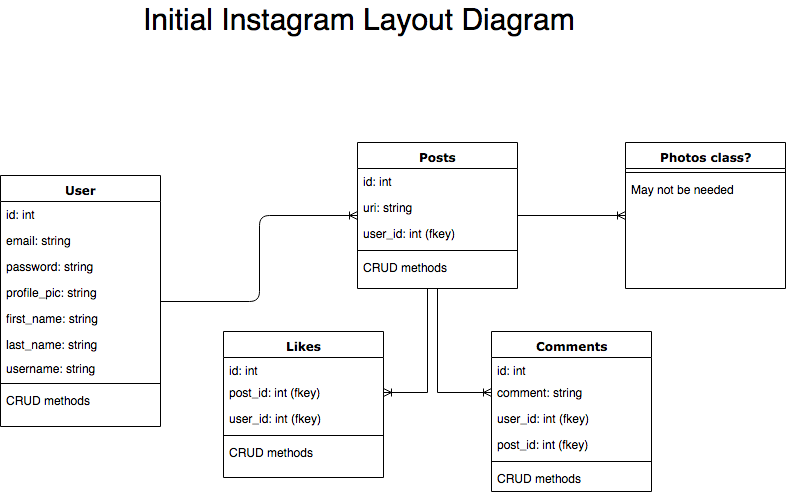 Initial Instagram Layout Diagram
User
id: int
email: string
password: string
profile_pic: string
first_name: string
last_name: string
username: string
CRUD methods
Posts
id: int
uri: string
user_id: int (fkey)
CRUD methods
Photos class?
May not be needed
Likes
id: int
post_id: int (fkey)
user_id: int (fkey)
CRUD methods
Comments
id: int
comment: string
user_id: int (fkey)
post_id: int (fkey)
CRUD methods